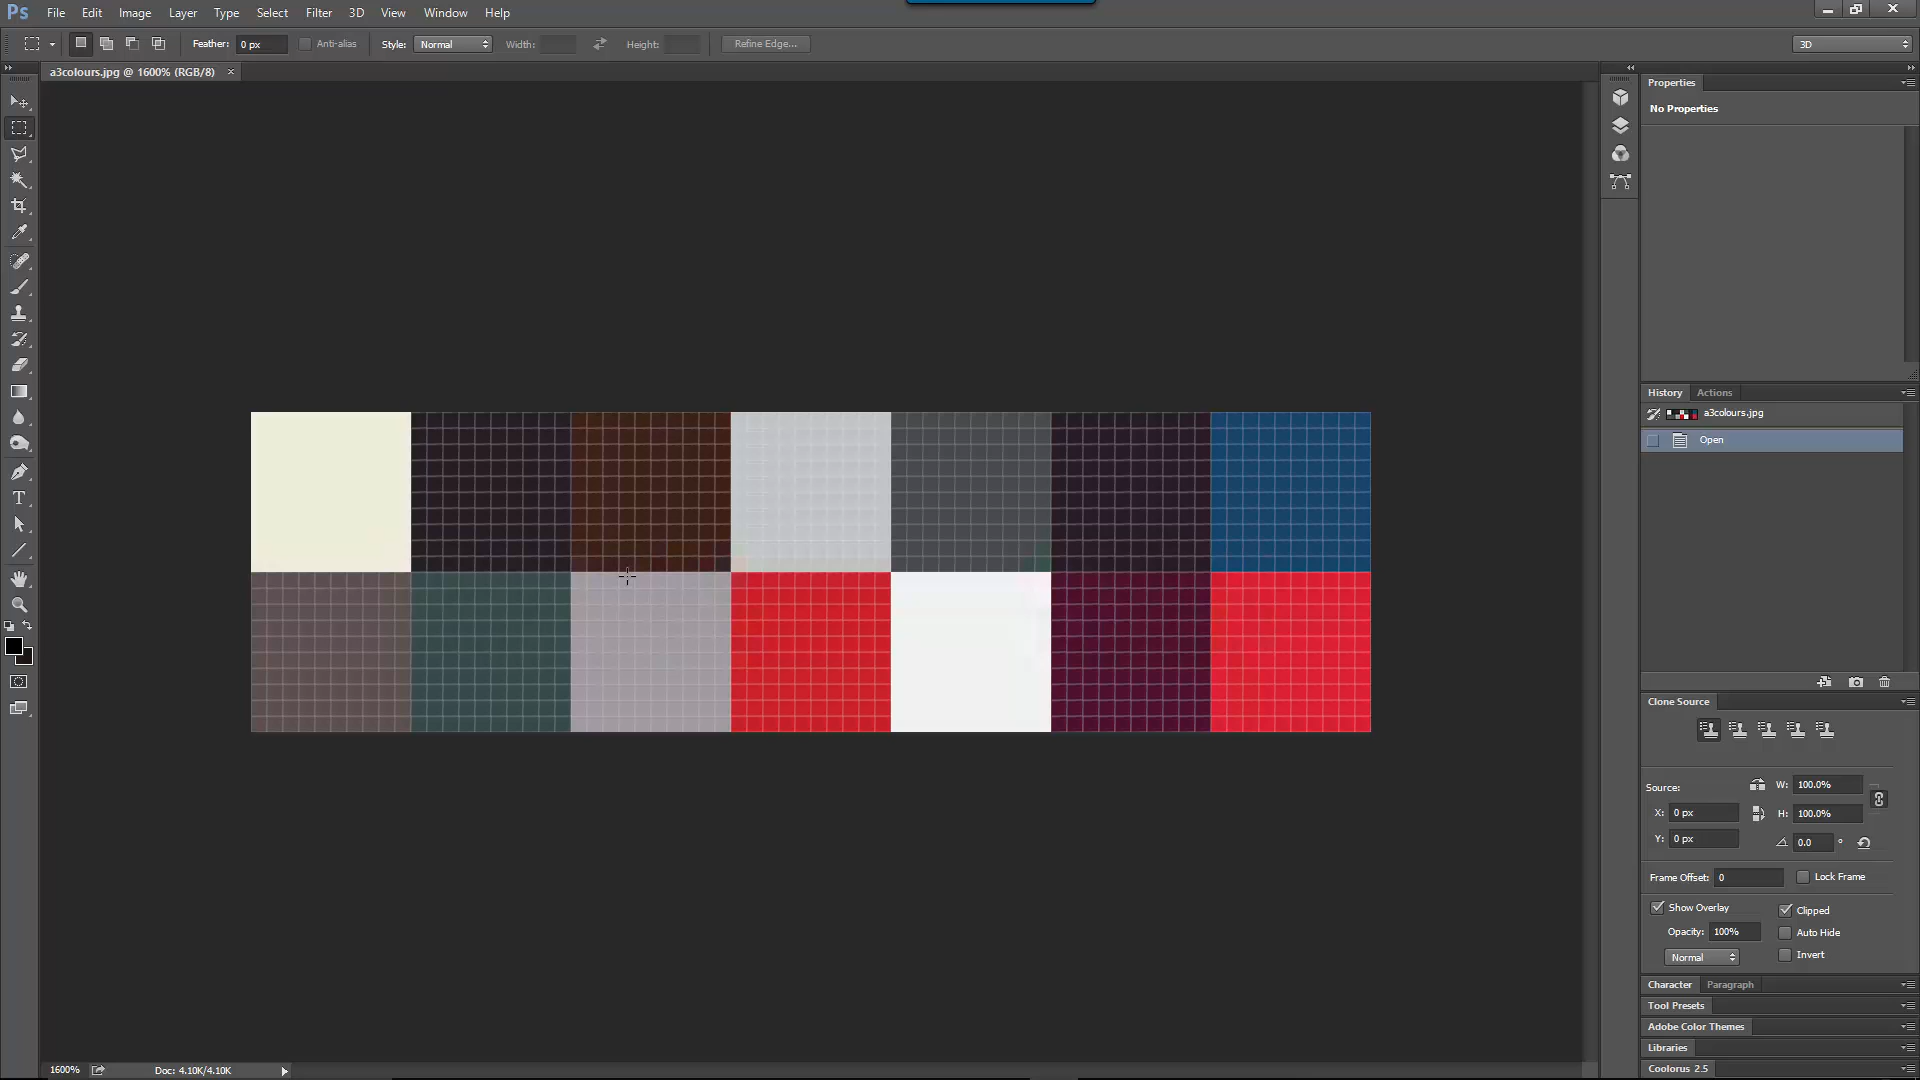 Ps File Edit Image Layer Type Select Filter 3D View Window Help
Feather: 0 px Anti-alias Style: Normal Width: Height: Refine Edge... 3D
a3colours.jpg @ 1600% (RGB/8) ×
Properties
No Properties
History Actions
a3colours.jpg
Open
Clone Source
Source: W: 100.0%
X: 0 px H: 100.0%
Y: 0 px 0.0 °
Frame Offset: 0 Lock Frame
Show Overlay Clipped
Opacity: 100% Auto Hide
Normal Invert
Character Paragraph
Tool Presets
Adobe Color Themes
Libraries
Coolorus 2.5
1600% Doc: 4.10K/4.10K